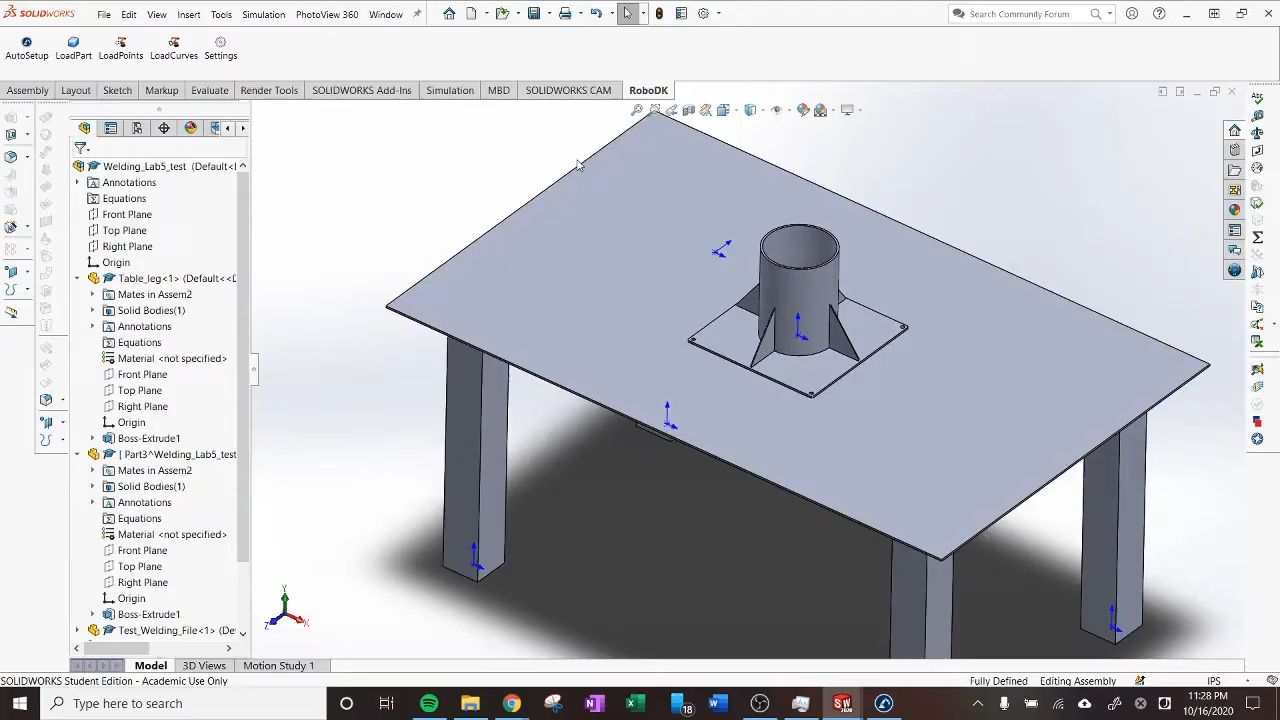 SOLIDWORKS
File Edit View Insert Tools Simulation PhotoView 360 Window
Search Community Forum
AutoSetup LoadPart LoadPoints LoadCurves Settings
Assembly Layout Sketch Markup Evaluate Render Tools SOLIDWORKS Add-Ins Simulation MBD SOLIDWORKS CAM RoboDK
Welding_Lab5_test (Default<
Annotations
Equations
Front Plane
Top Plane
Right Plane
Origin
Table_leg<1> (Default<<D
Mates in Assem2
Solid Bodies(1)
Annotations
Equations
Material <not specified>
Front Plane
Top Plane
Right Plane
Origin
Boss-Extrude1
[ Part3^Welding_Lab5_test
Mates in Assem2
Solid Bodies(1)
Annotations
Equations
Material <not specified>
Front Plane
Top Plane
Right Plane
Origin
Boss-Extrude1
Test_Welding_File<1> (De
Y
Z
X
Model 3D Views Motion Study 1
SOLIDWORKS Student Edition - Academic Use Only
Fully Defined Editing Assembly IPS
Type here to search
18
SW
2020
11:28 PM
10/16/2020